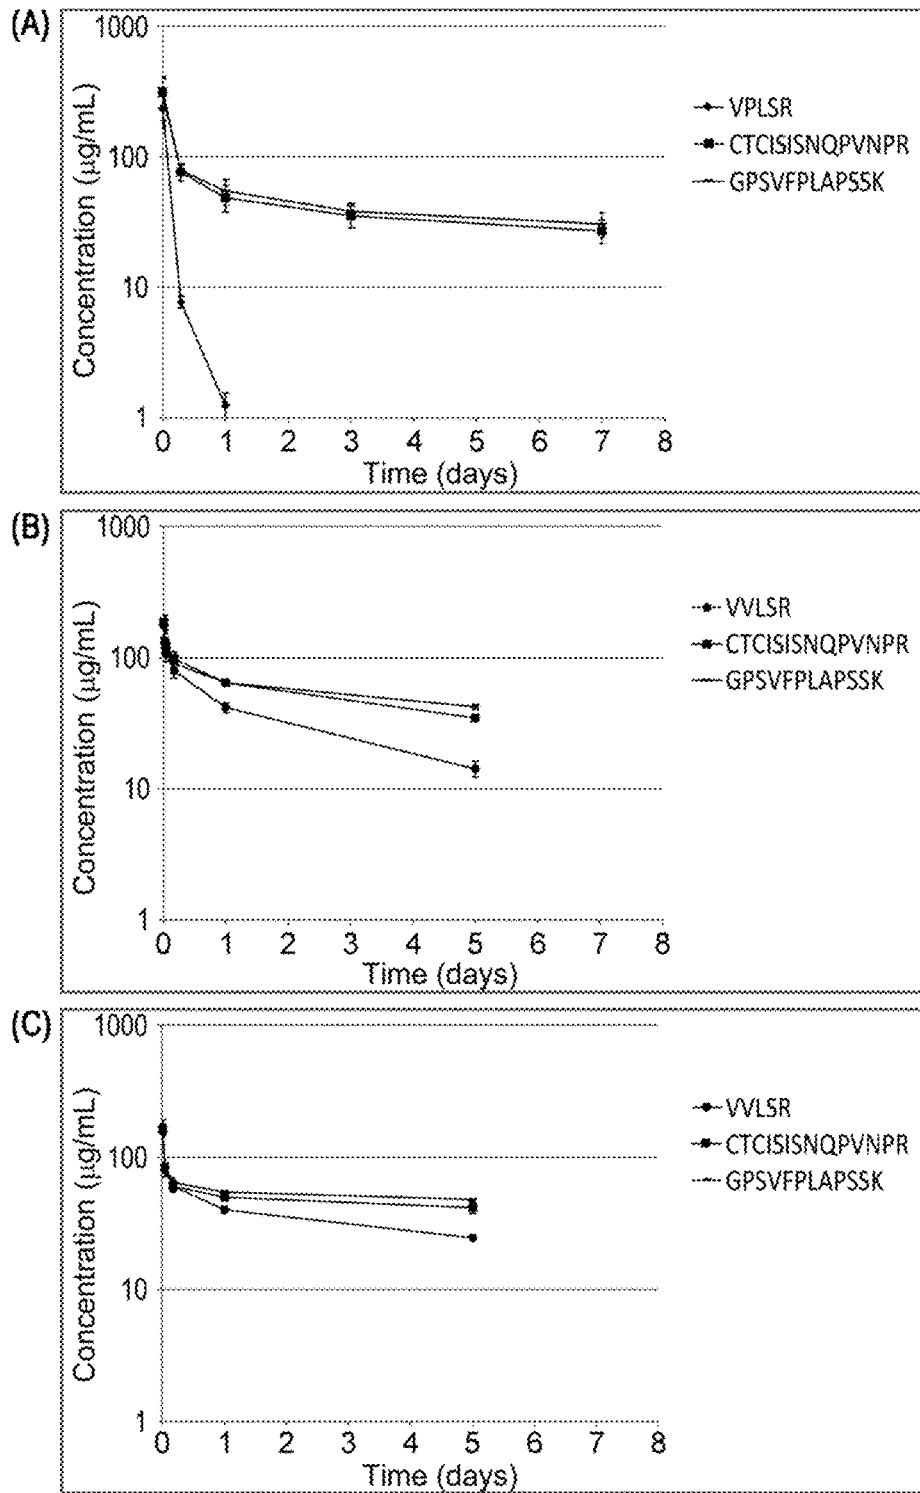 (A)
1000
100
10
1
Concentration (µg/mL)
0 1 2 3 4 5 6 7 8
Time (days)
VPLSR
CTCISISNQPVNPR
GPSVFPLAPSSK
(B)
1000
100
10
1
Concentration (µg/mL)
0 1 2 3 4 5 6 7 8
Time (days)
VVLSR
CTCISISNQPVNPR
GPSVFPLAPSSK
(C)
1000
100
10
1
Concentration (µg/mL)
0 1 2 3 4 5 6 7 8
Time (days)
VVLSR
CTCISISNQPVNPR
GPSVFPLAPSSK